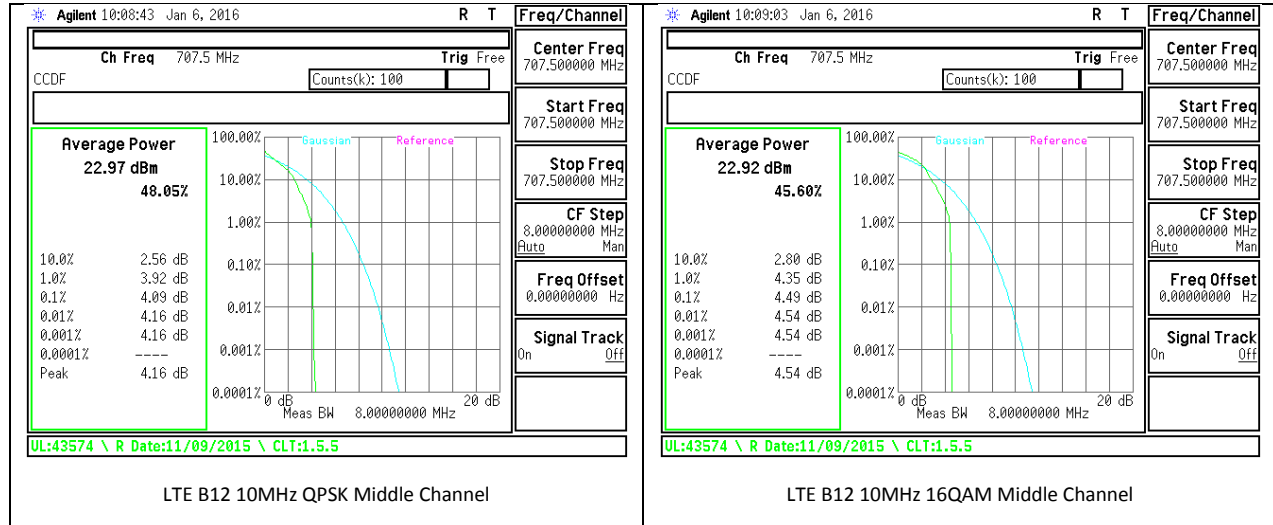 Agilent 10:08:43 Jan 6, 2016 R T
Freq/Channel
Ch Freq 707.5 MHz Trig Free
CCDF Counts(k): 100
Average Power
22.97 dBm
48.05%
10.0% 2.56 dB
1.0% 3.92 dB
0.1% 4.09 dB
0.01% 4.16 dB
0.001% 4.16 dB
0.0001% ----
Peak 4.16 dB
Gaussian Reference
100.00%
10.00%
1.00%
0.10%
0.01%
0.001%
0.0001%
0 dB 20 dB
Meas BW 8.00000000 MHz
Center Freq
707.500000 MHz
Start Freq
707.500000 MHz
Stop Freq
707.500000 MHz
CF Step
8.00000000 MHz
Auto Man
Freq Offset
0.00000000 Hz
Signal Track
On Off
UL:43574 \ R Date:11/09/2015 \ CLT:1.5.5
LTE B12 10MHz QPSK Middle Channel
Agilent 10:09:03 Jan 6, 2016 R T
Freq/Channel
Ch Freq 707.5 MHz Trig Free
CCDF Counts(k): 100
Average Power
22.92 dBm
45.60%
10.0% 2.80 dB
1.0% 4.35 dB
0.1% 4.49 dB
0.01% 4.54 dB
0.001% 4.54 dB
0.0001% ----
Peak 4.54 dB
Gaussian Reference
100.00%
10.00%
1.00%
0.10%
0.01%
0.001%
0.0001%
0 dB 20 dB
Meas BW 8.00000000 MHz
Center Freq
707.500000 MHz
Start Freq
707.500000 MHz
Stop Freq
707.500000 MHz
CF Step
8.00000000 MHz
Auto Man
Freq Offset
0.00000000 Hz
Signal Track
On Off
UL:43574 \ R Date:11/09/2015 \ CLT:1.5.5
LTE B12 10MHz 16QAM Middle Channel